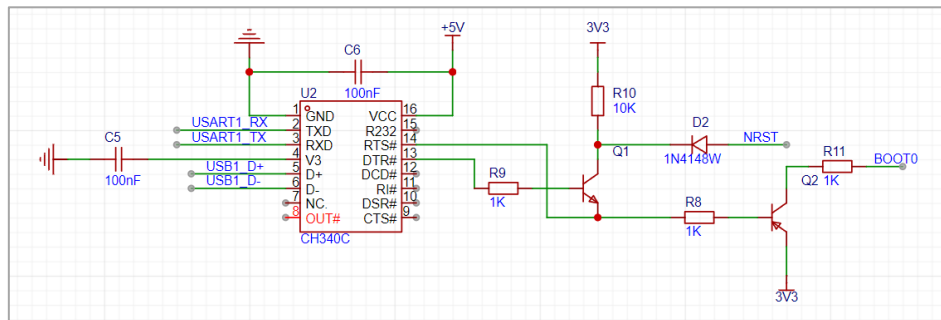 +5V
3V3
C6
100nF
U2
1 GND VCC 16
USART1_RX 2 TXD R232 15
USART1_TX 3 RXD RTS# 14
4 V3 DTR# 13
USB1_D+ 5 D+ DCD# 12
USB1_D- 6 D- RI# 11
7 NC. DSR# 10
8 OUT# CTS# 9
CH340C
C5
100nF
R10
10K
D2
1N4148W
NRST
Q1
R9
1K
R8
1K
Q2
R11
1K
BOOT0
3V3